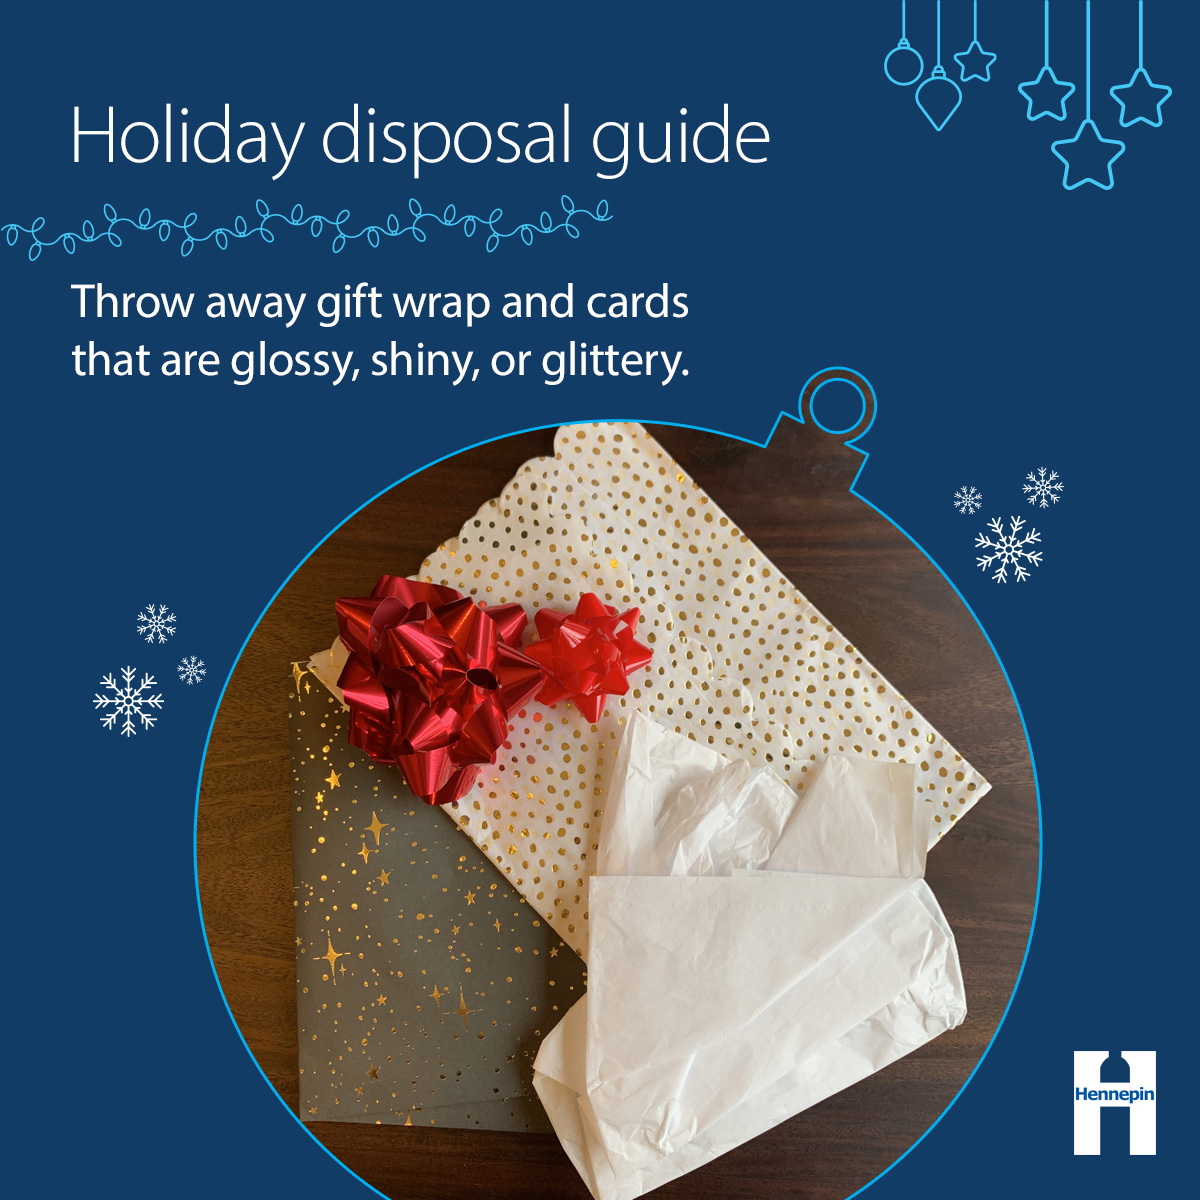 Holiday disposal guide
Throw away gift wrap and cards
that are glossy, shiny, or glittery.
Hennepin